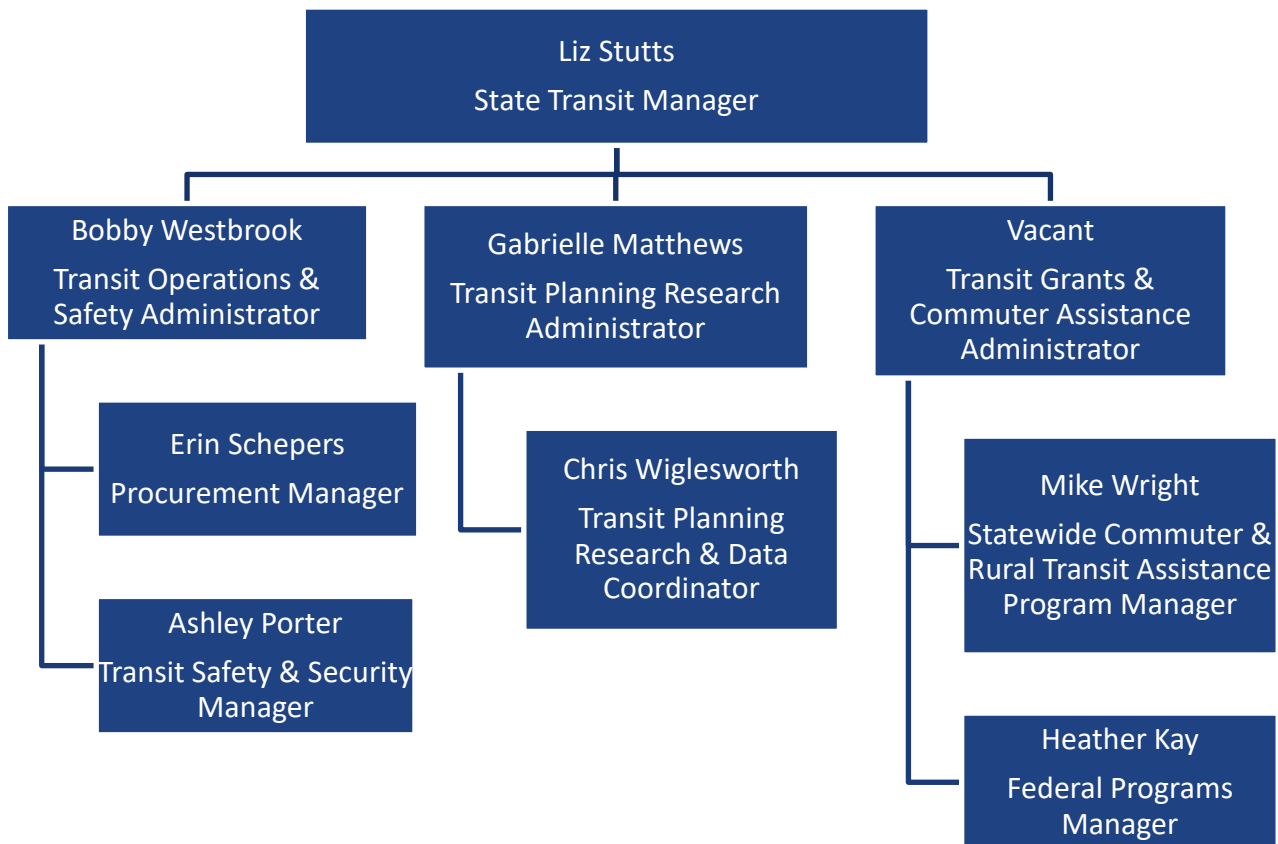 Liz Stutts
State Transit Manager
Bobby Westbrook
Transit Operations &
Safety Administrator
Erin Schepers
Procurement Manager
Ashley Porter
Transit Safety & Security
Manager
Gabrielle Matthews
Transit Planning Research
Administrator
Chris Wiglesworth
Transit Planning
Research & Data
Coordinator
Vacant
Transit Grants &
Commuter Assistance
Administrator
Mike Wright
Statewide Commuter &
Rural Transit Assistance
Program Manager
Heather Kay
Federal Programs
Manager